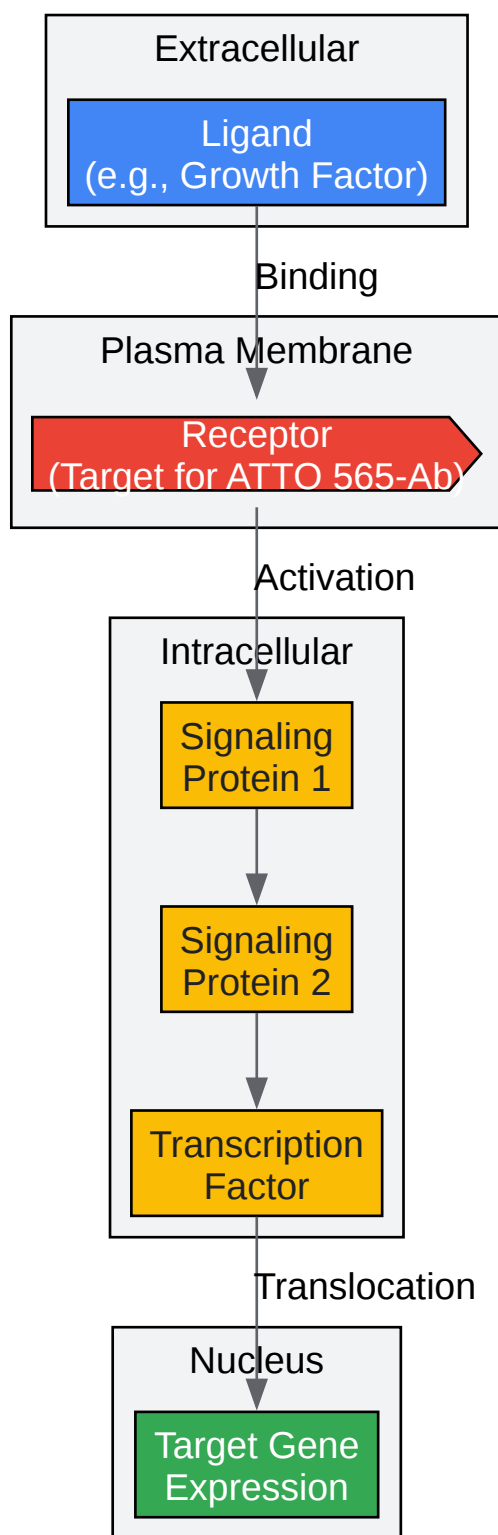 Extracellular
Ligand
(e.g., Growth Factor)
Binding
Plasma Membrane
Receptor
(Target for ATTO 565-Ab)
Activation
Intracellular
Signaling
Protein 1
Signaling
Protein 2
Transcription
Factor
Translocation
Nucleus
Target Gene
Expression